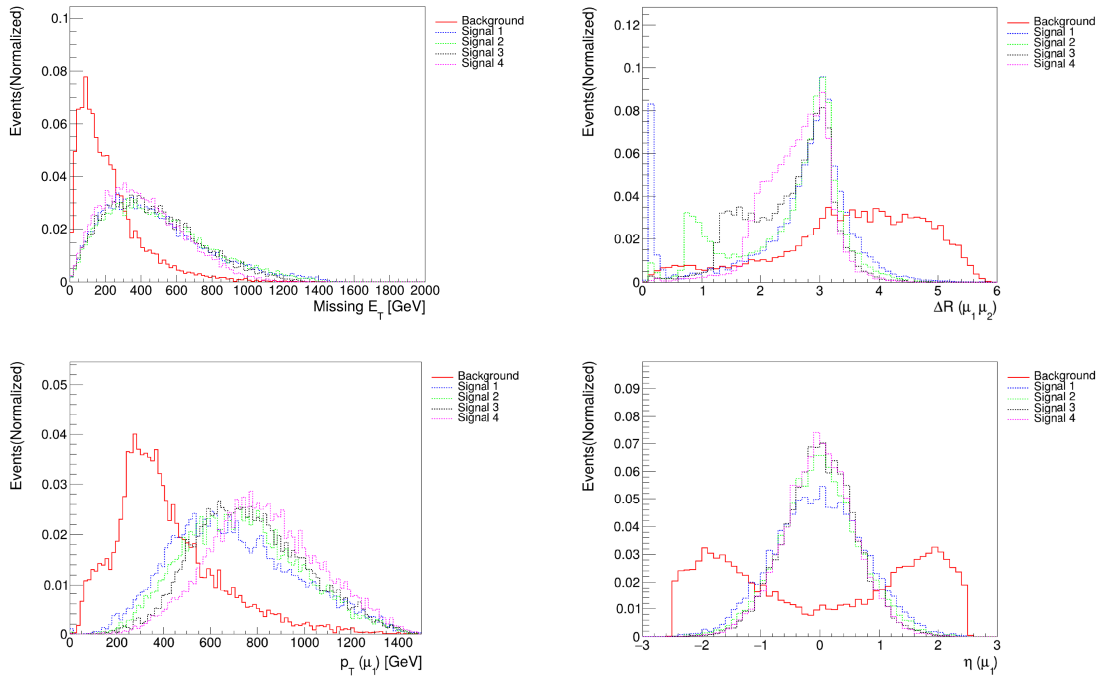 Events(Normalized)
0.1
0.08
0.06
0.04
0.02
0
0 200 400 600 800 1000 1200 1400 1600 1800 2000
Missing E_T [GeV]
Background
Signal 1
Signal 2
Signal 3
Signal 4
Events(Normalized)
0.12
0.1
0.08
0.06
0.04
0.02
0
0 1 2 3 4 5 6
ΔR (μ₁ μ₂)
Background
Signal 1
Signal 2
Signal 3
Signal 4
Events(Normalized)
0.05
0.04
0.03
0.02
0.01
0
0 200 400 600 800 1000 1200 1400
p_T (μ₁) [GeV]
Background
Signal 1
Signal 2
Signal 3
Signal 4
Events(Normalized)
0.09
0.08
0.07
0.06
0.05
0.04
0.03
0.02
0.01
0
−3 −2 −1 0 1 2 3
η (μ₁)
Background
Signal 1
Signal 2
Signal 3
Signal 4